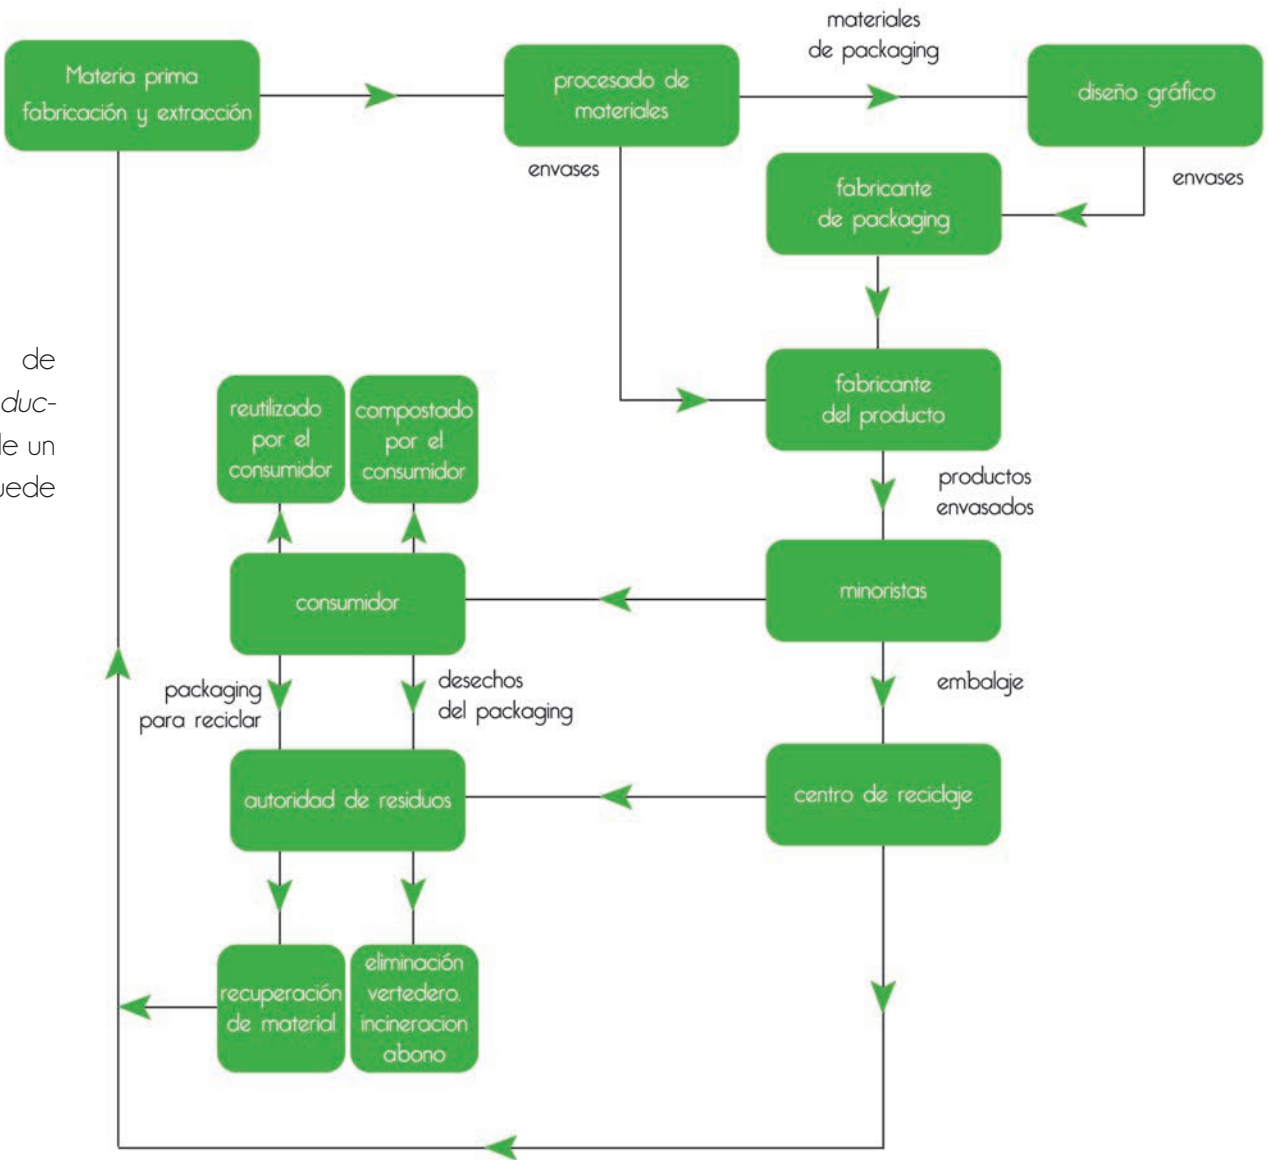 materiales
de packaging
Materia prima
fabricación y extracción
procesado de
materiales
diseño gráfico
envases
envases
fabricante
de packaging
de
duc-
le un
uede
fabricante
del producto
reutilizado
por el
consumidor
compostado
por el
consumidor
productos
envasados
consumidor
minoristas
packaging
para reciclar
desechos
del packaging
embalaje
autoridad de residuos
centro de reciclaje
recuperación
de material
eliminación
vertedero.
incineracion
abono